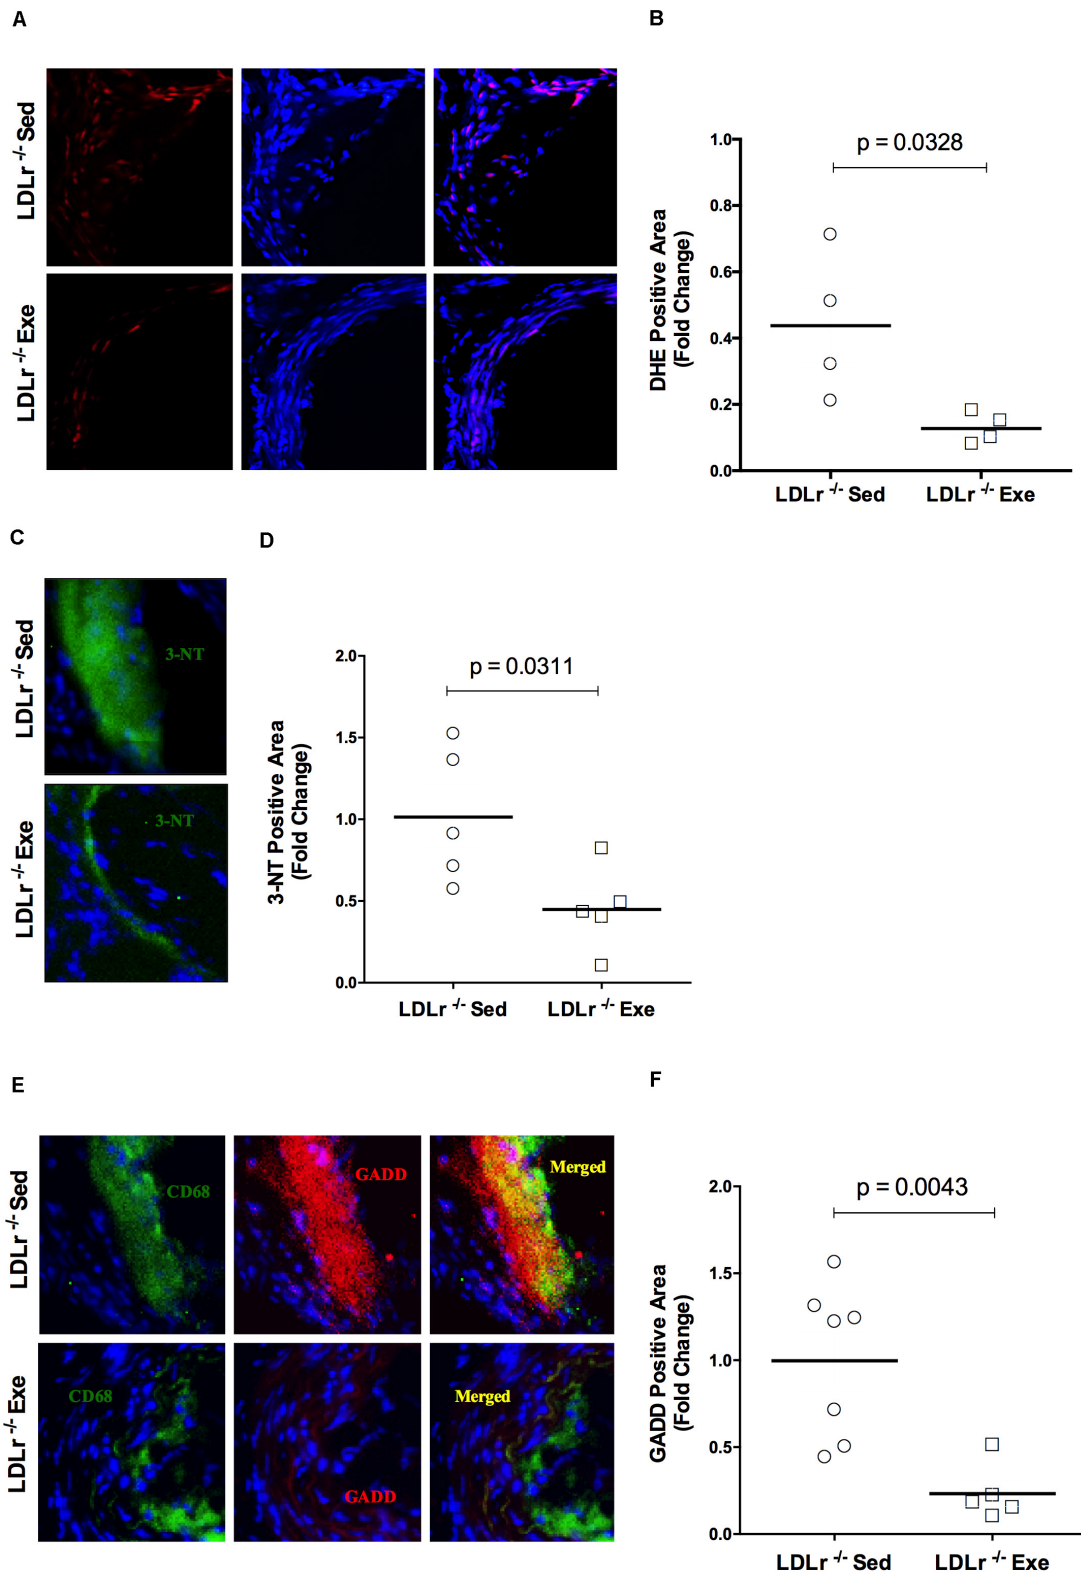 A
LDLr -/- Sed
LDLr -/- Exe
B
p = 0.0328
DHE Positive Area
(Fold Change)
1.0
0.8
0.6
0.4
0.2
0.0
LDLr -/- Sed
LDLr -/- Exe
C
LDLr -/- Sed
3-NT
LDLr -/- Exe
3-NT
D
p = 0.0311
3-NT Positive Area
(Fold Change)
2.0
1.5
1.0
0.5
0.0
LDLr -/- Sed
LDLr -/- Exe
E
LDLr -/- Sed
CD68
GADD
Merged
LDLr -/- Exe
CD68
GADD
Merged
F
p = 0.0043
GADD Positive Area
(Fold Change)
2.0
1.5
1.0
0.5
0.0
LDLr -/- Sed
LDLr -/- Exe